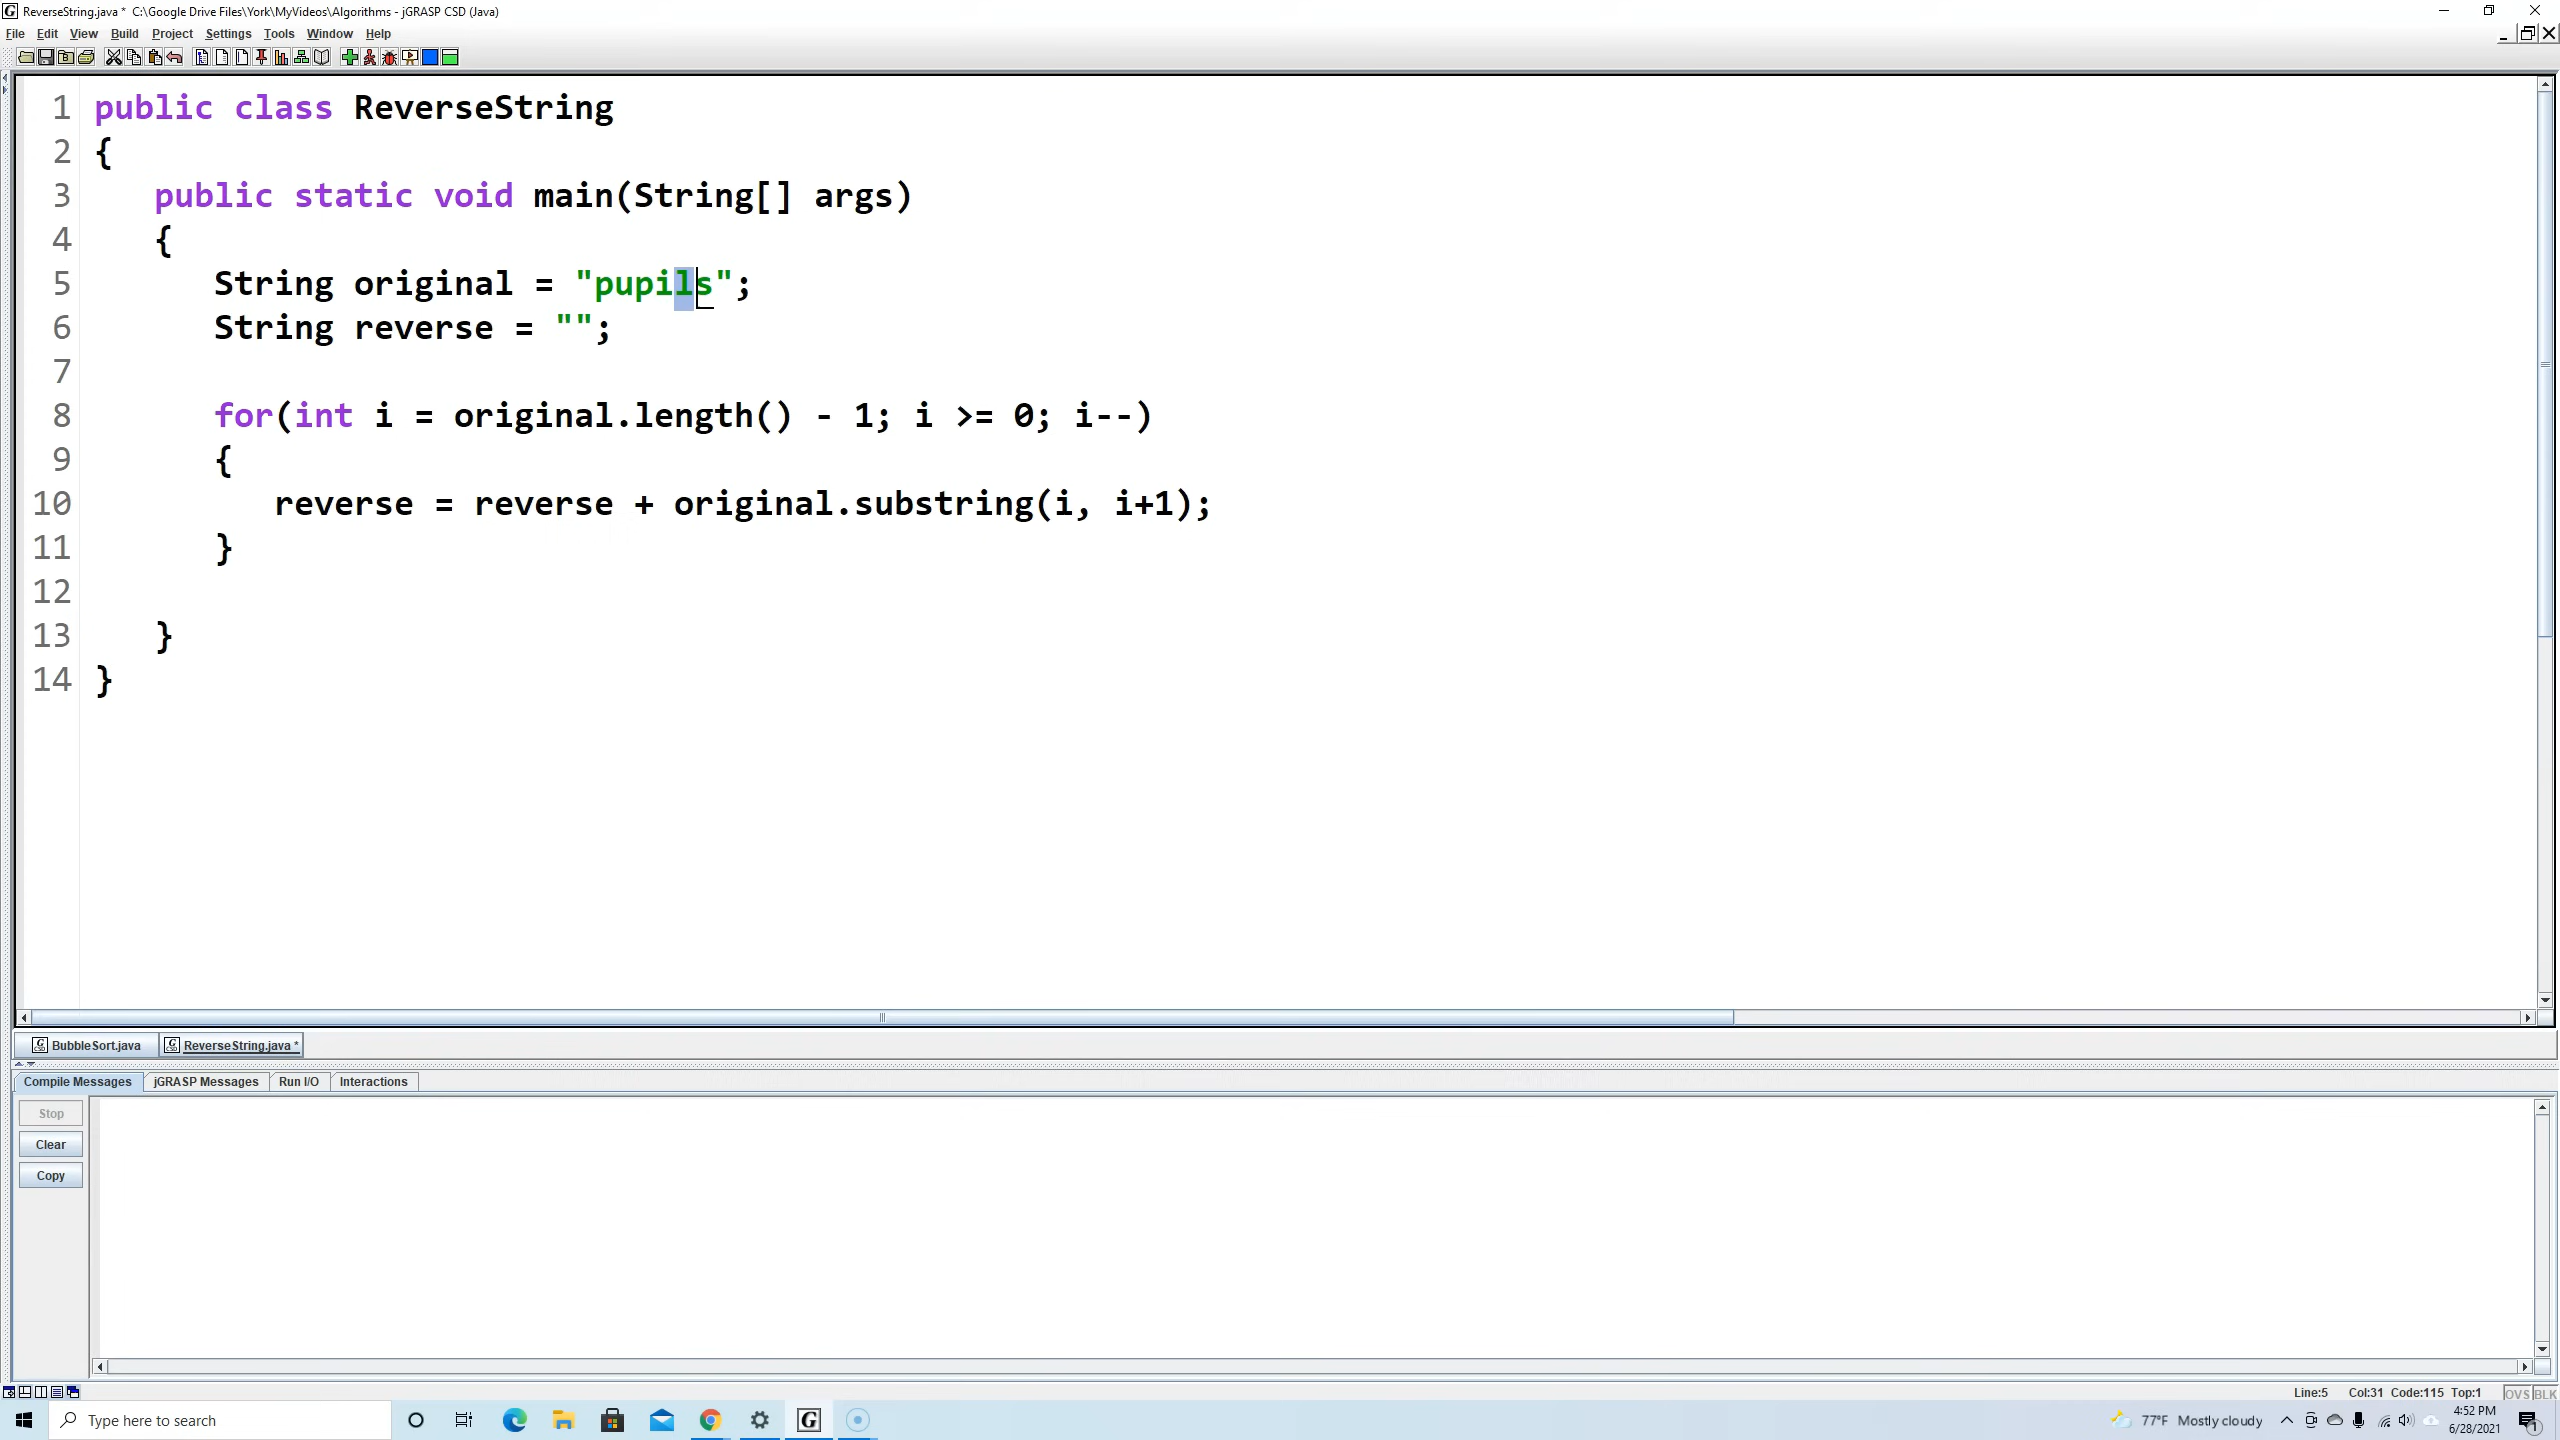 ReverseString.java * C:\Google Drive Files\York\MyVideos\Algorithms - jGRASP CSD (Java)
File Edit View Build Project Settings Tools Window Help
1 public class ReverseString
2 {
3 public static void main(String[] args)
4 {
5 String original = "pupils";
6 String reverse = "";
7
8 for(int i = original.length() - 1; i >= 0; i--)
9 {
10 reverse = reverse + original.substring(i, i+1);
11 }
12
13 }
14 }
BubbleSort.java ReverseString.java *
Compile Messages jGRASP Messages Run I/O Interactions
Stop
Clear
Copy
Line:5 Col:31 Code:115 Top:1 OVS BLK
Type here to search
77°F Mostly cloudy
4:52 PM
6/28/2021